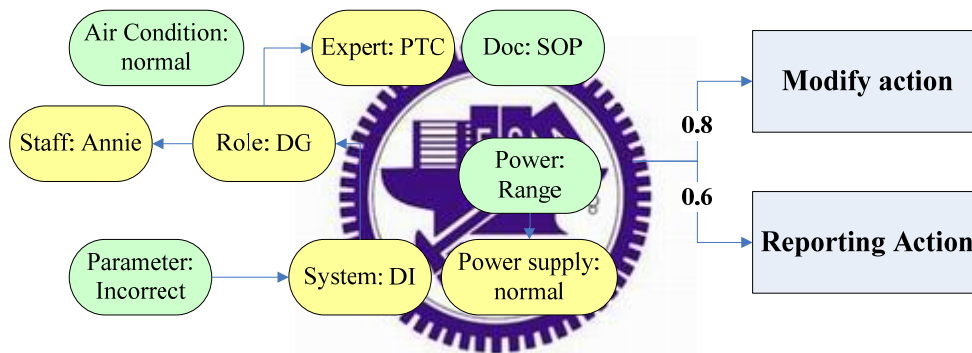 Air Condition:
normal
Expert: PTC
Doc: SOP
Modify action
Staff: Annie
Role: DG
0.8
Power:
Range
0.6
Reporting Action
Parameter:
Incorrect
System: DI
Power supply:
normal